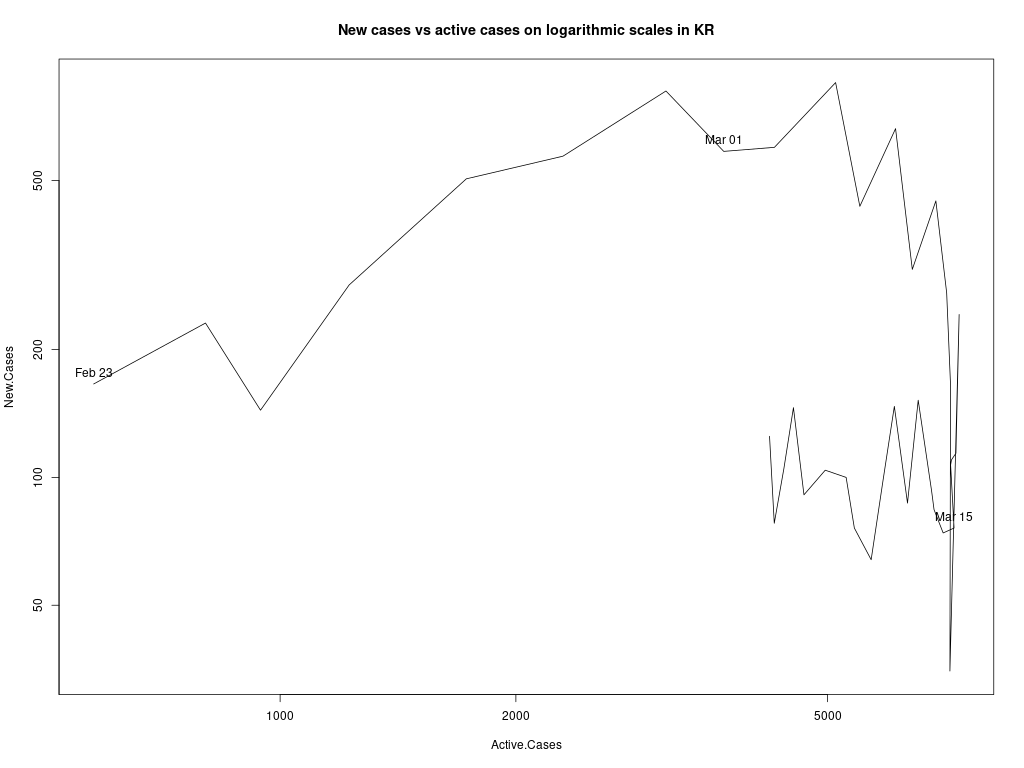 New cases vs active cases on logarithmic scales in KR
New.Cases
500
200
100
50
Mar 01
Feb 23
Mar 15
1000
2000
5000
Active.Cases